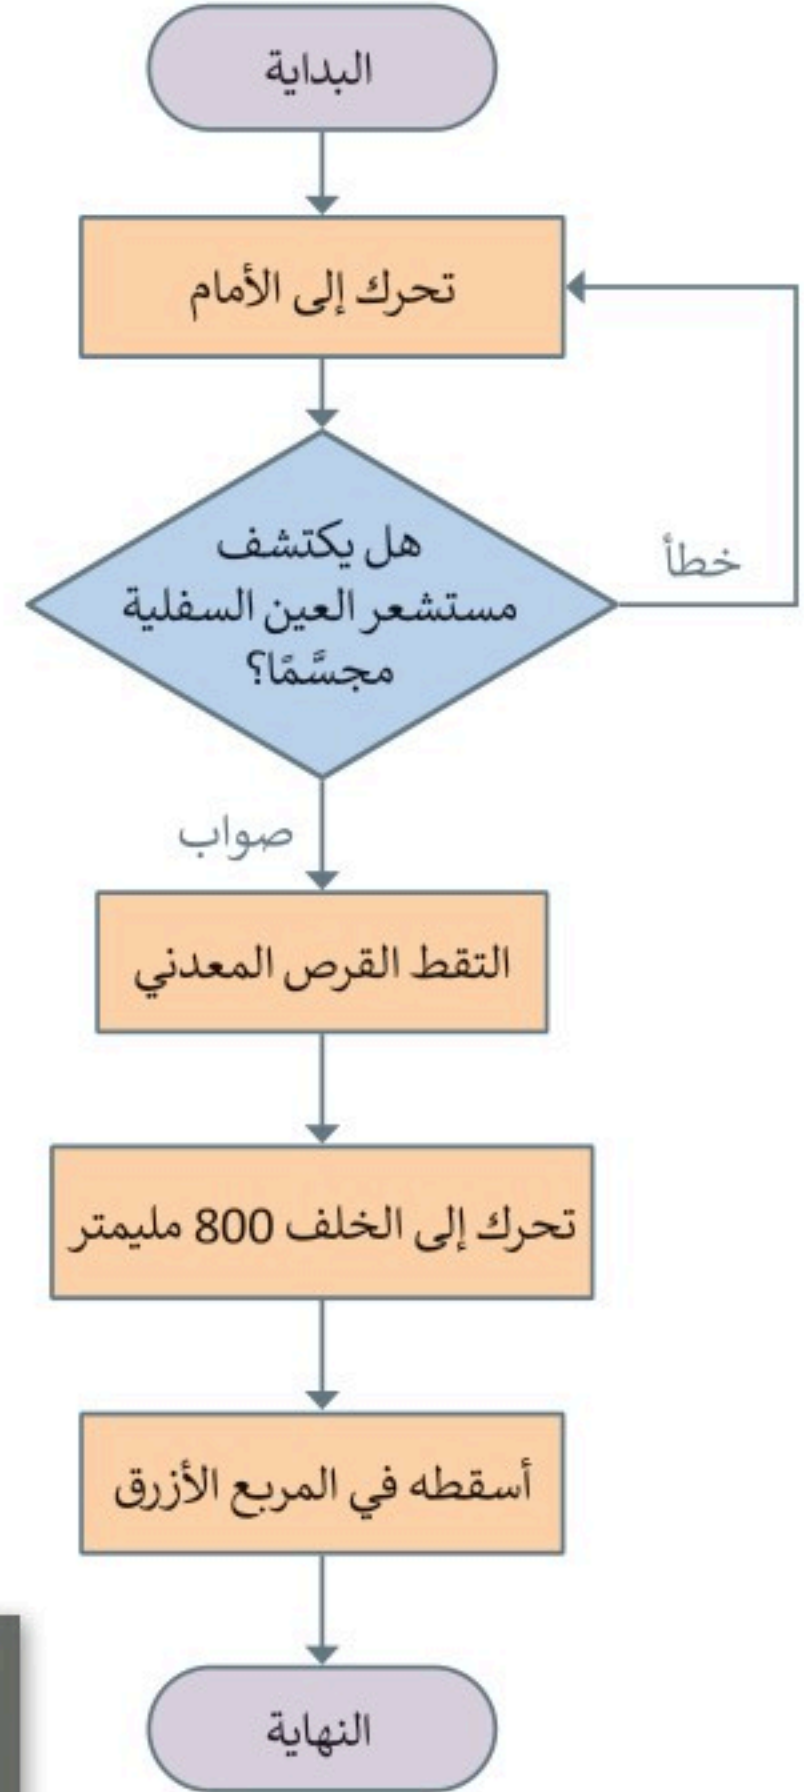 البداية
تحرك إلى الأمام
هل يكتشف
مستشعر العين السفلية
مجسَّمًا؟
خطأ
صواب
التقط القرص المعدني
تحرك إلى الخلف 800 مليمتر
أسقطه في المربع الأزرق
النهاية